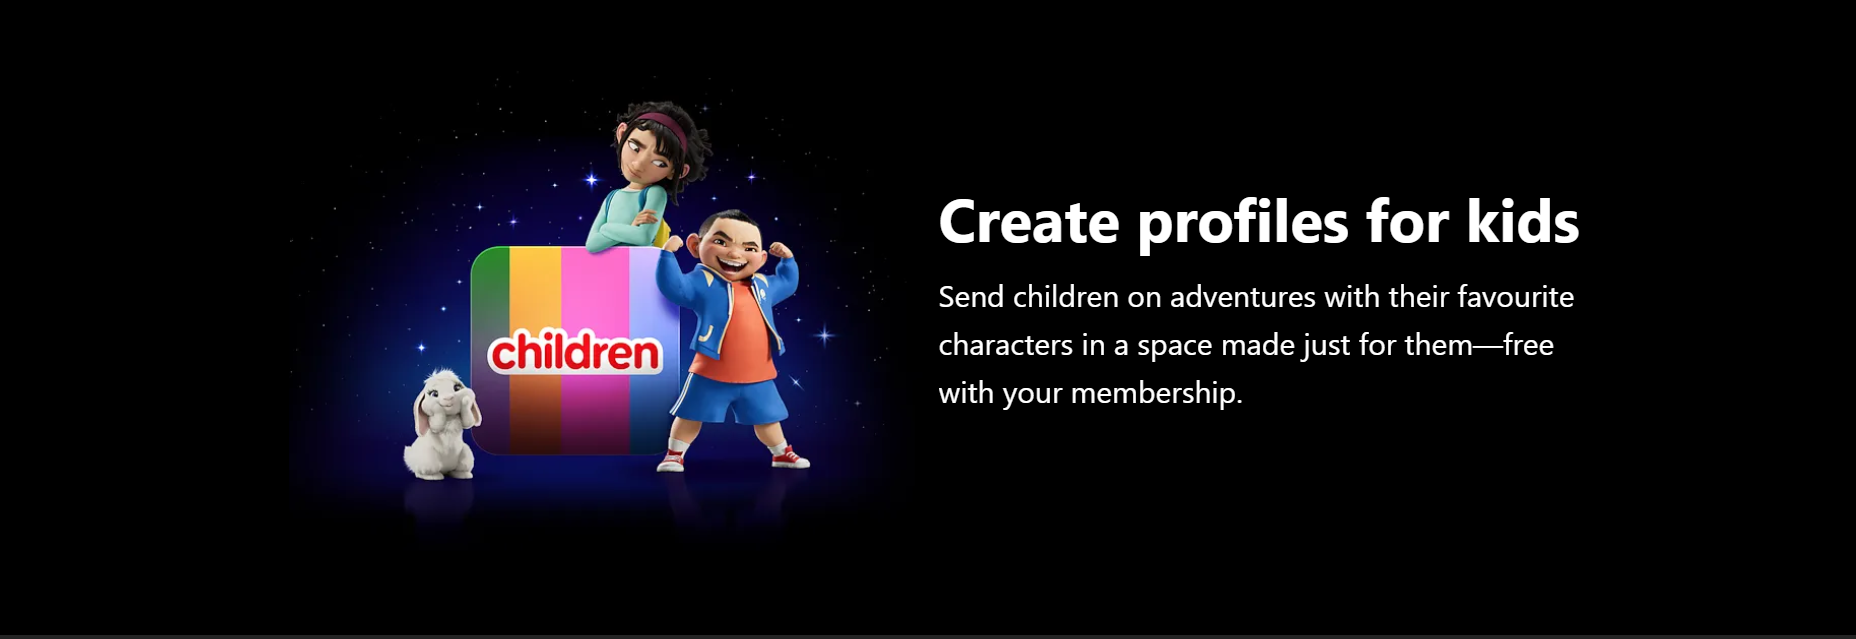 Create profiles for kids
children
Send children on adventures with their favourite
characters in a space made just for them—free
with your membership.